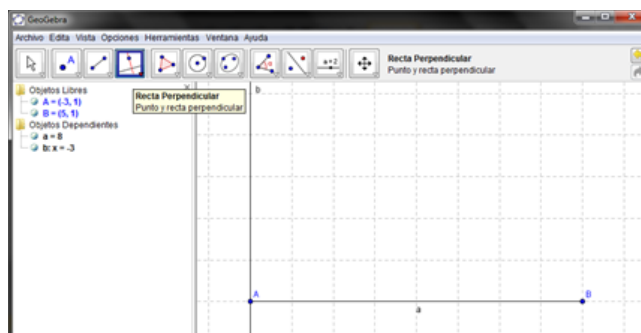 GeoGebra
Archivo Edita Vista Opciones Herramientas Ventana Ayuda
A
a=2
Recta Perpendicular
Punto y recta perpendicular
Objetos Libres
A = (-3, 1)
B = (5, 1)
Objetos Dependientes
a = 8
b: x = -3
Recta Perpendicular
Punto y recta perpendicular
b
A
B
a